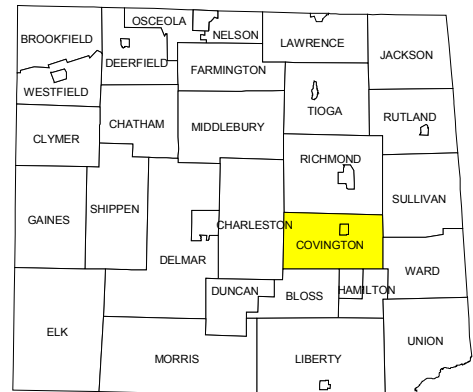 OSCEOLA
BROOKFIELD
NELSON
LAWRENCE
DEERFIELD
JACKSON
FARMINGTON
WESTFIELD
TIOGA
RUTLAND
CHATHAM
MIDDLEBURY
CLYMER
RICHMOND
SULLIVAN
GAINES
SHIPPEN
CHARLESTON
COVINGTON
DELMAR
WARD
DUNCAN
BLOSS
HAMILTON
ELK
UNION
MORRIS
LIBERTY